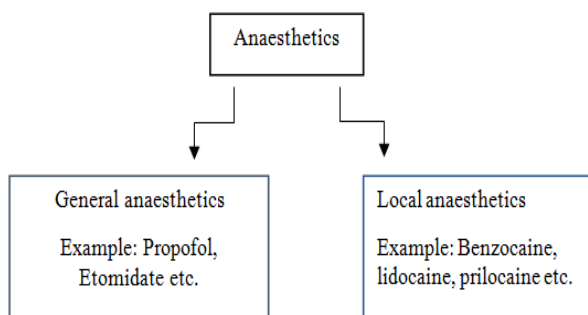 Anaesthetics
General anaesthetics
Example: Propofol,
Etomidate etc.
Local anaesthetics
Example: Benzocaine,
lidocaine, prilocaine etc.